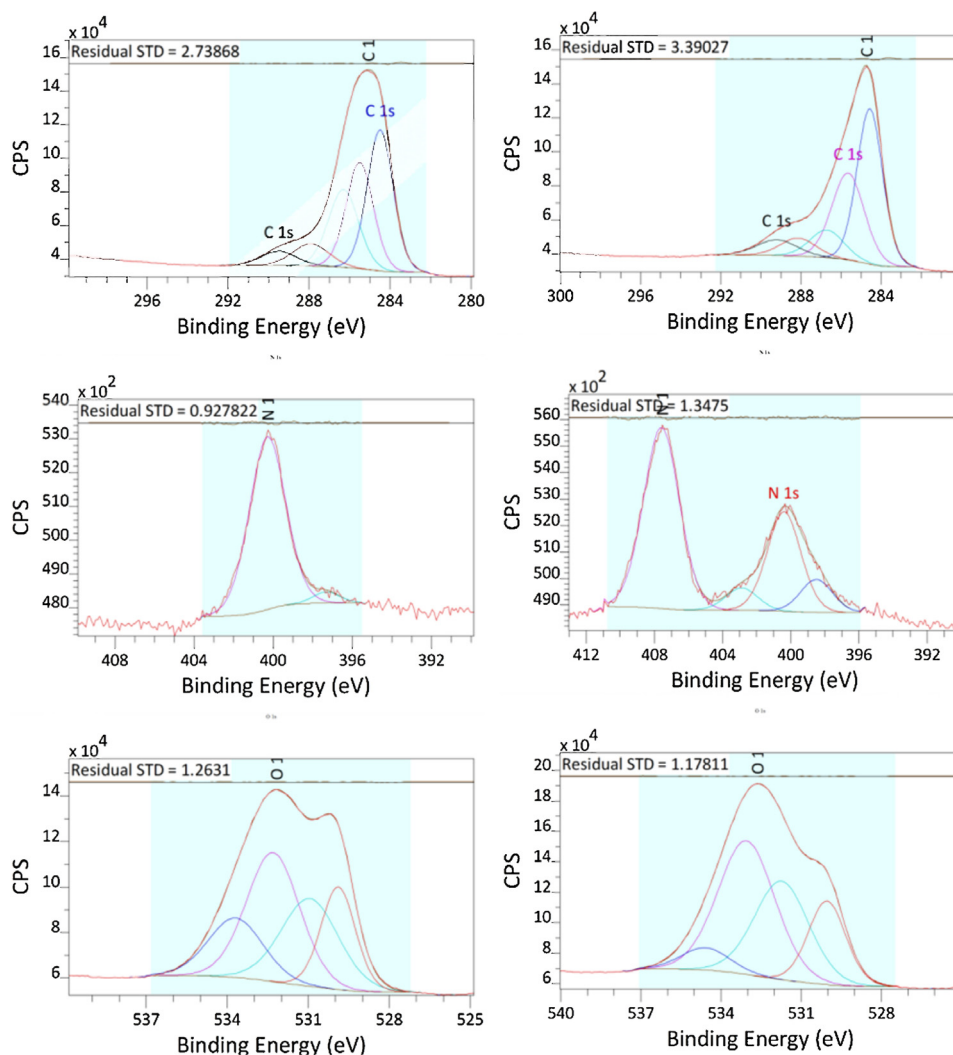 x 10^4
Residual STD = 2.73868
C 1
C 1s
C 1s
16
14
12
10
8
6
4
CPS
296
292
288
284
280
Binding Energy (eV)
x 10^4
Residual STD = 3.39027
C 1
C 1s
C 1s
16
14
12
10
8
6
4
CPS
300
296
292
288
284
Binding Energy (eV)
N 1s
x 10^2
Residual STD = 0.927822
N 1
540
530
520
510
500
490
480
CPS
408
404
400
396
392
Binding Energy (eV)
N 1s
x 10^2
Residual STD = 1.3475
N 1
N 1s
560
550
540
530
520
510
500
490
CPS
412
408
404
400
396
392
Binding Energy (eV)
O 1s
x 10^4
Residual STD = 1.2631
O 1
14
12
10
8
6
CPS
537
534
531
528
525
Binding Energy (eV)
O 1s
x 10^4
Residual STD = 1.17811
O 1
20
18
16
14
12
10
8
6
CPS
540
537
534
531
528
Binding Energy (eV)